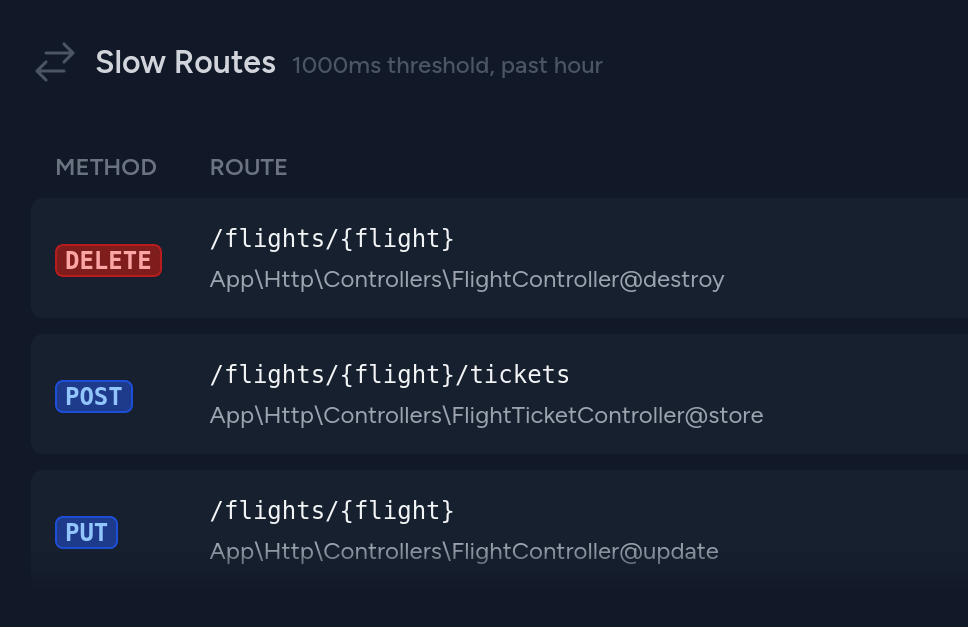 Slow Routes 1000ms threshold, past hour
METHOD ROUTE
DELETE /flights/{flight}
App\Http\Controllers\FlightController@destroy
POST /flights/{flight}/tickets
App\Http\Controllers\FlightTicketController@store
PUT /flights/{flight}
App\Http\Controllers\FlightController@update